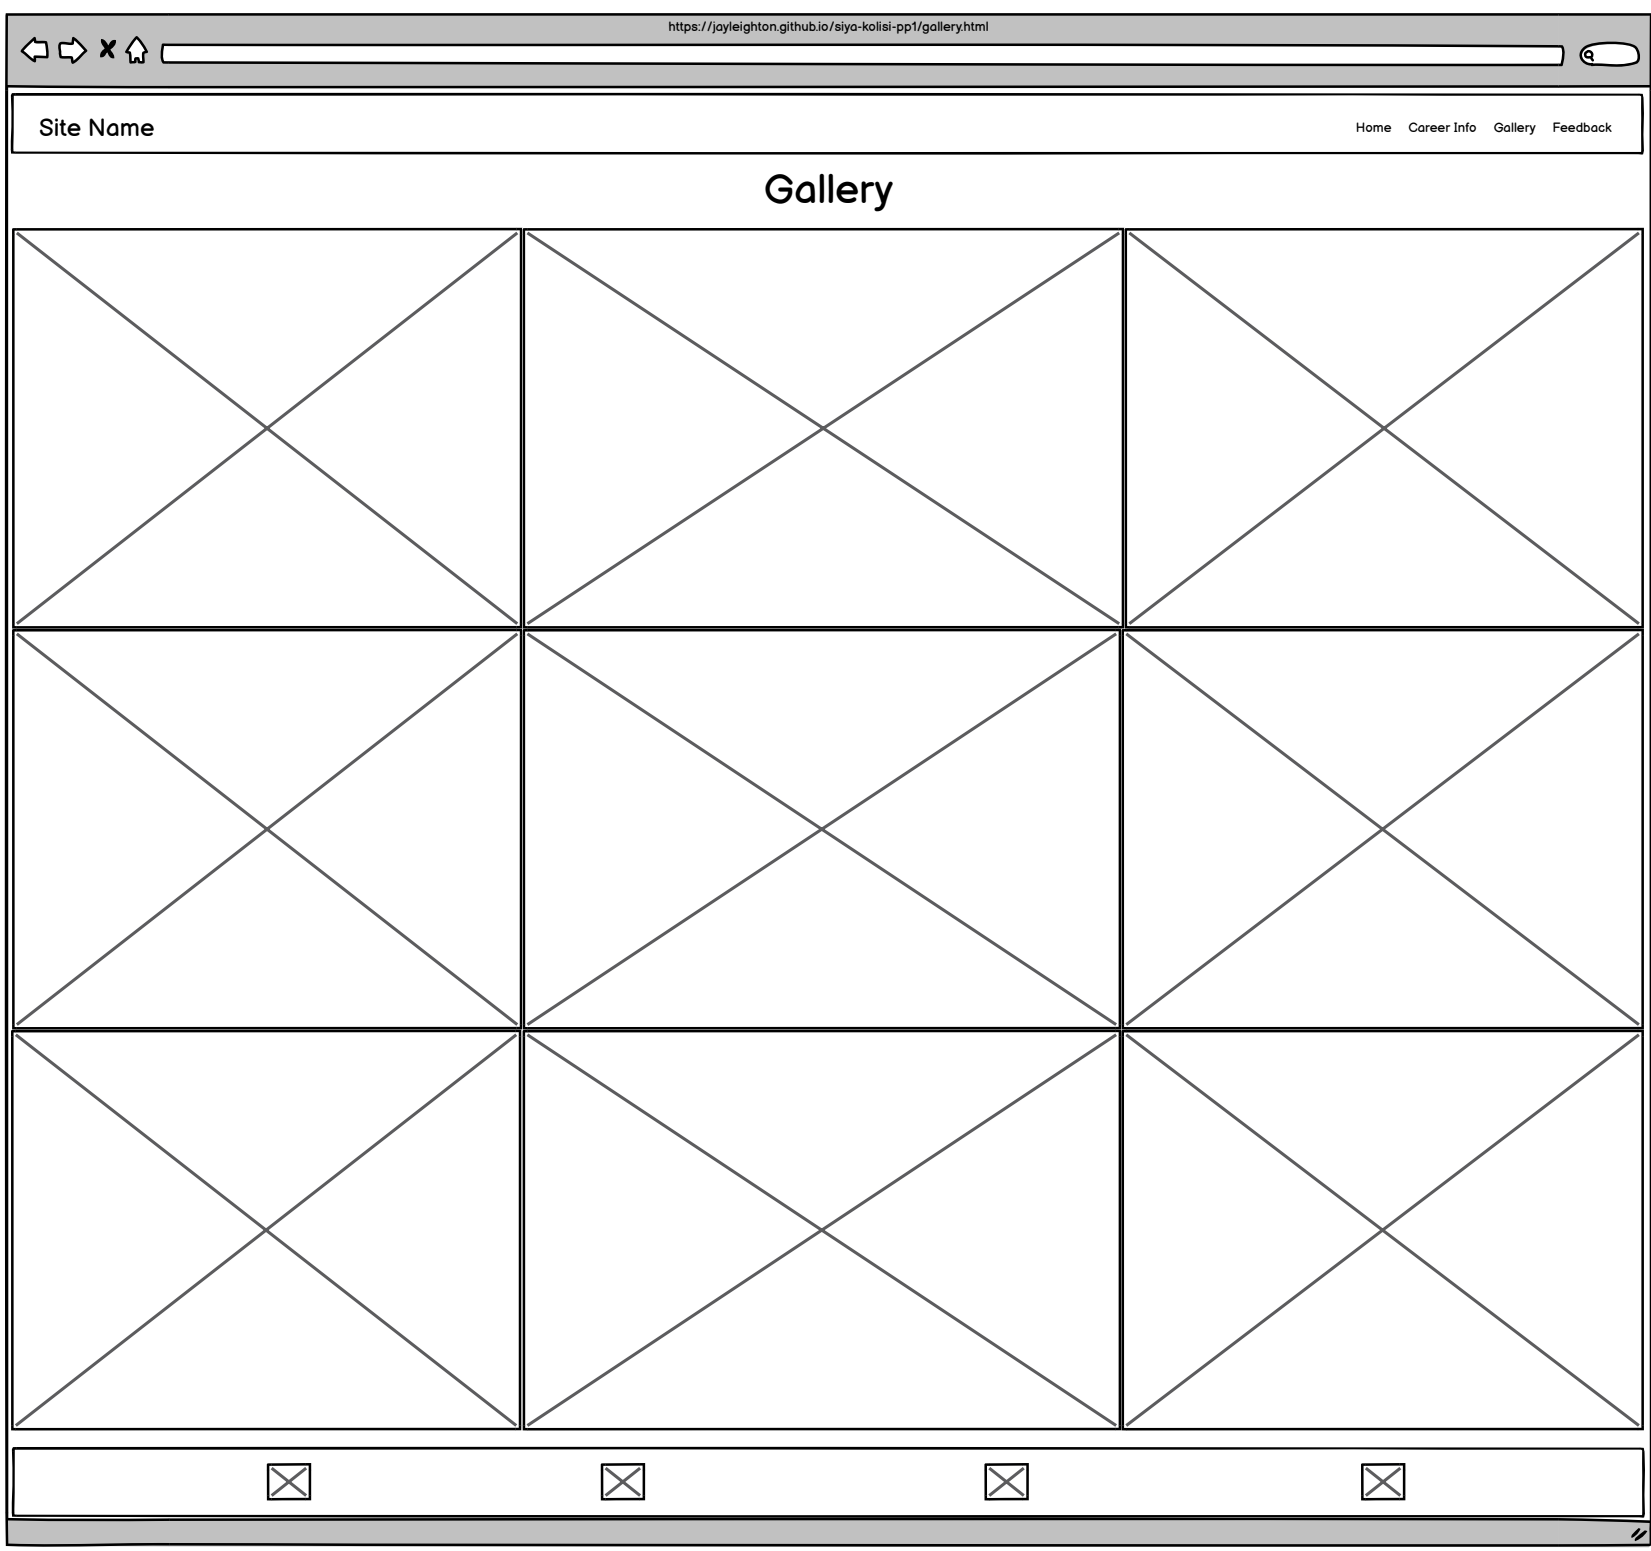 https://jayleighton.github.io/siya-kolisi-pp1/gallery.html
Site Name
Home Career Info Gallery Feedback
Gallery